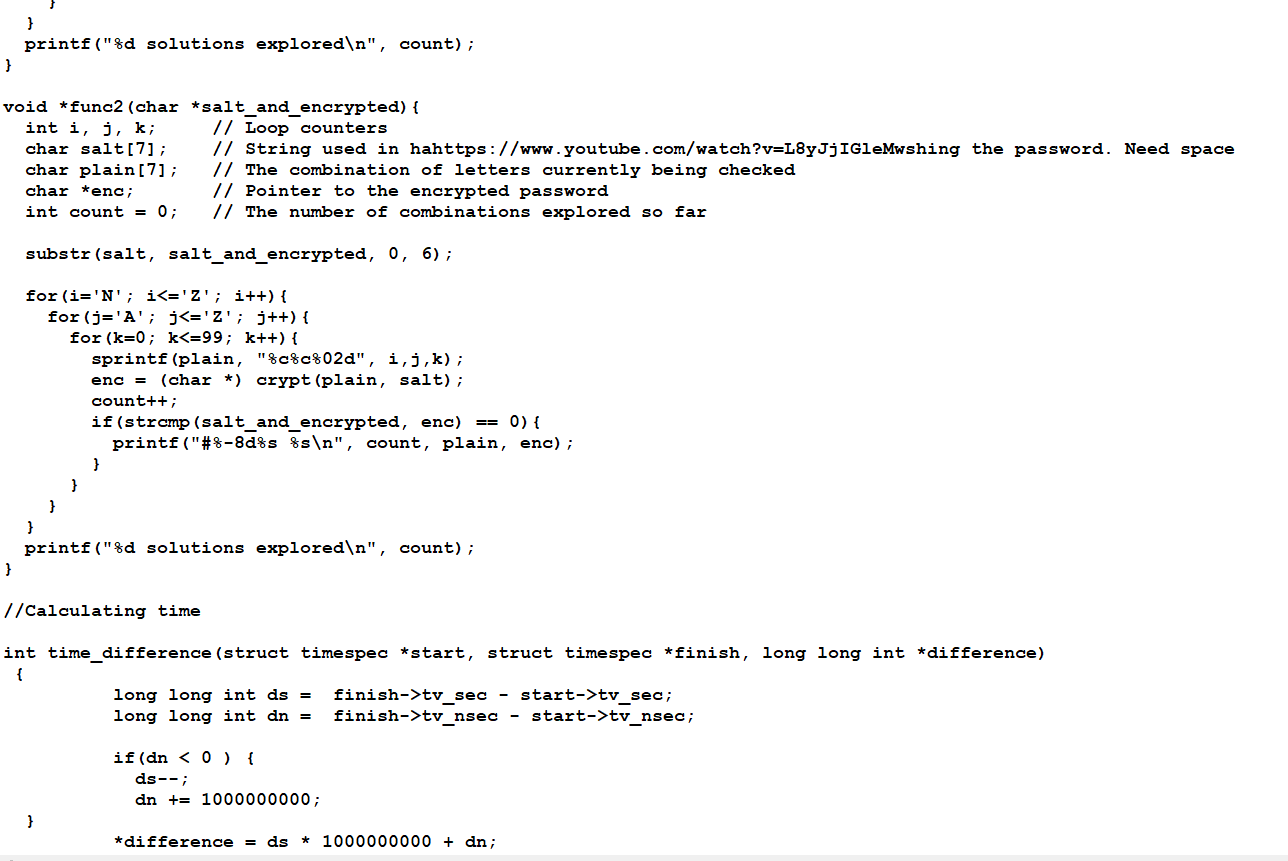 }
}
printf("%d solutions explored\n", count);
}

void *func2(char *salt_and_encrypted){
  int i, j, k;     // Loop counters
  char salt[7];    // String used in hahttps://www.youtube.com/watch?v=L8yJjIGleMwshing the password. Need space
  char plain[7];   // The combination of letters currently being checked
  char *enc;       // Pointer to the encrypted password
  int count = 0;   // The number of combinations explored so far

  substr(salt, salt_and_encrypted, 0, 6);

  for(i='N'; i<='Z'; i++){
    for(j='A'; j<='Z'; j++){
      for(k=0; k<=99; k++){
        sprintf(plain, "%c%c%02d", i,j,k);
        enc = (char *) crypt(plain, salt);
        count++;
        if(strcmp(salt_and_encrypted, enc) == 0){
          printf("#%-8d%s %s\n", count, plain, enc);
        }
      }
    }
  }
  printf("%d solutions explored\n", count);
}

//Calculating time

int time_difference(struct timespec *start, struct timespec *finish, long long int *difference)
 {
          long long int ds =  finish->tv_sec - start->tv_sec;
          long long int dn =  finish->tv_nsec - start->tv_nsec;

          if(dn < 0 ) {
            ds--;
            dn += 1000000000;
  }
          *difference = ds * 1000000000 + dn;